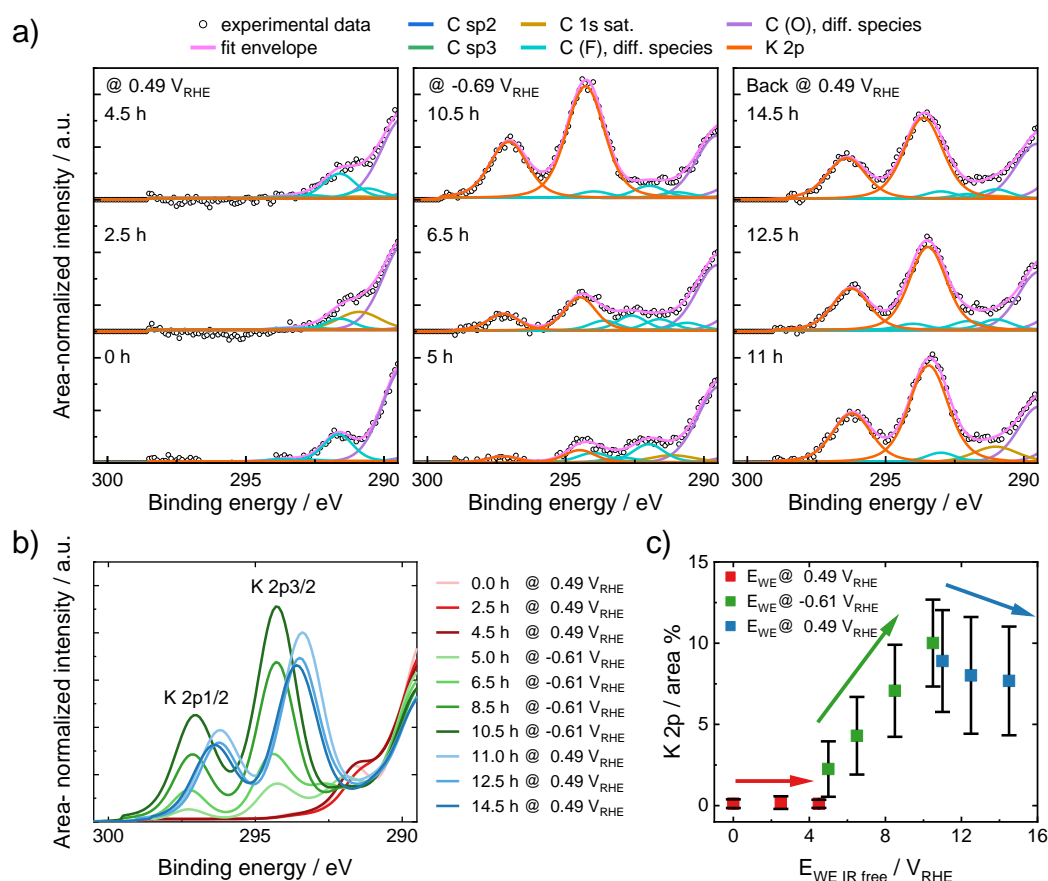 a)
experimental data
fit envelope
C sp2
C sp3
C 1s sat.
C (F), diff. species
C (O), diff. species
K 2p
Area-normalized intensity / a.u.
@ 0.49 VRHE
4.5 h
2.5 h
0 h
300 295 290
Binding energy / eV
@ -0.69 VRHE
10.5 h
6.5 h
5 h
300 295 290
Binding energy / eV
Back @ 0.49 VRHE
14.5 h
12.5 h
11 h
300 295 290
Binding energy / eV
b)
Area- normalized intensity / a.u.
K 2p3/2
K 2p1/2
300 295 290
Binding energy / eV
0.0 h @ 0.49 VRHE
2.5 h @ 0.49 VRHE
4.5 h @ 0.49 VRHE
5.0 h @ -0.61 VRHE
6.5 h @ -0.61 VRHE
8.5 h @ -0.61 VRHE
10.5 h @ -0.61 VRHE
11.0 h @ 0.49 VRHE
12.5 h @ 0.49 VRHE
14.5 h @ 0.49 VRHE
c)
K 2p / area %
15
10
5
0
EWE@ 0.49 VRHE
EWE@ -0.61 VRHE
EWE@ 0.49 VRHE
0 4 8 12 16
EWE IR free / VRHE